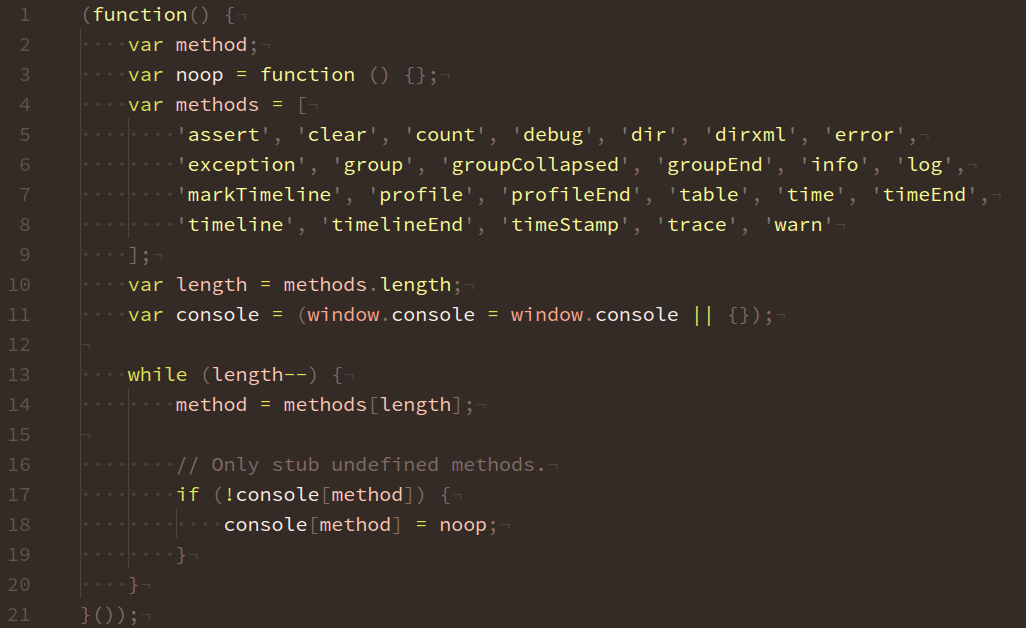 1 (function() {¬
2 ····var method;¬
3 ····var noop = function () {};¬
4 ····var methods = [¬
5 ········'assert', 'clear', 'count', 'debug', 'dir', 'dirxml', 'error',¬
6 ········'exception', 'group', 'groupCollapsed', 'groupEnd', 'info', 'log',¬
7 ········'markTimeline', 'profile', 'profileEnd', 'table', 'time', 'timeEnd',¬
8 ········'timeline', 'timelineEnd', 'timeStamp', 'trace', 'warn'¬
9 ····];¬
10 ····var length = methods.length;¬
11 ····var console = (window.console = window.console || {});¬
12 ¬
13 ····while (length--) {¬
14 ········method = methods[length];¬
15 ¬
16 ········// Only stub undefined methods.¬
17 ········if (!console[method]) {¬
18 ············console[method] = noop;¬
19 ········}¬
20 ····}¬
21 }());¬